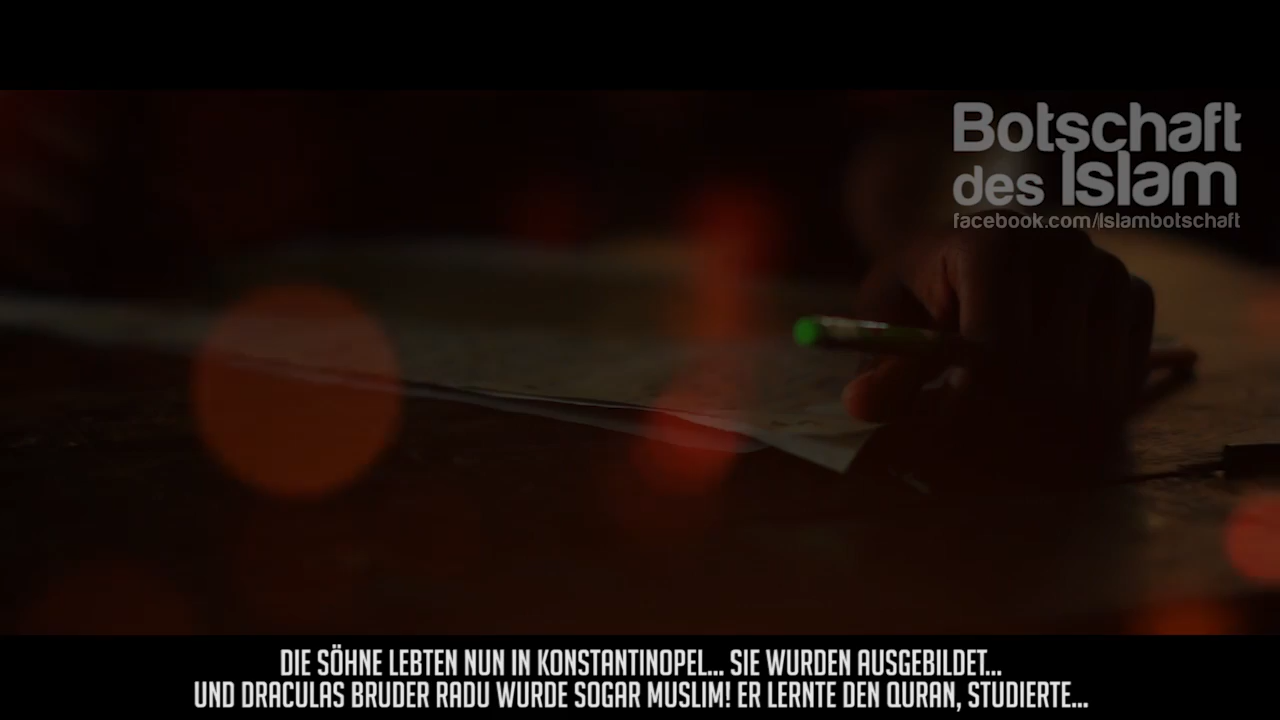 Botschaft
des Islam
facebook.com/Islambotschaft
DIE SÖHNE LEBTEN NUN IN KONSTANTINOPEL... SIE WURDEN AUSGEBILDET...
UND DRACULAS BRUDER RADU WURDE SOGAR MUSLIM! ER LERNTE DEN QURAN, STUDIERTE...